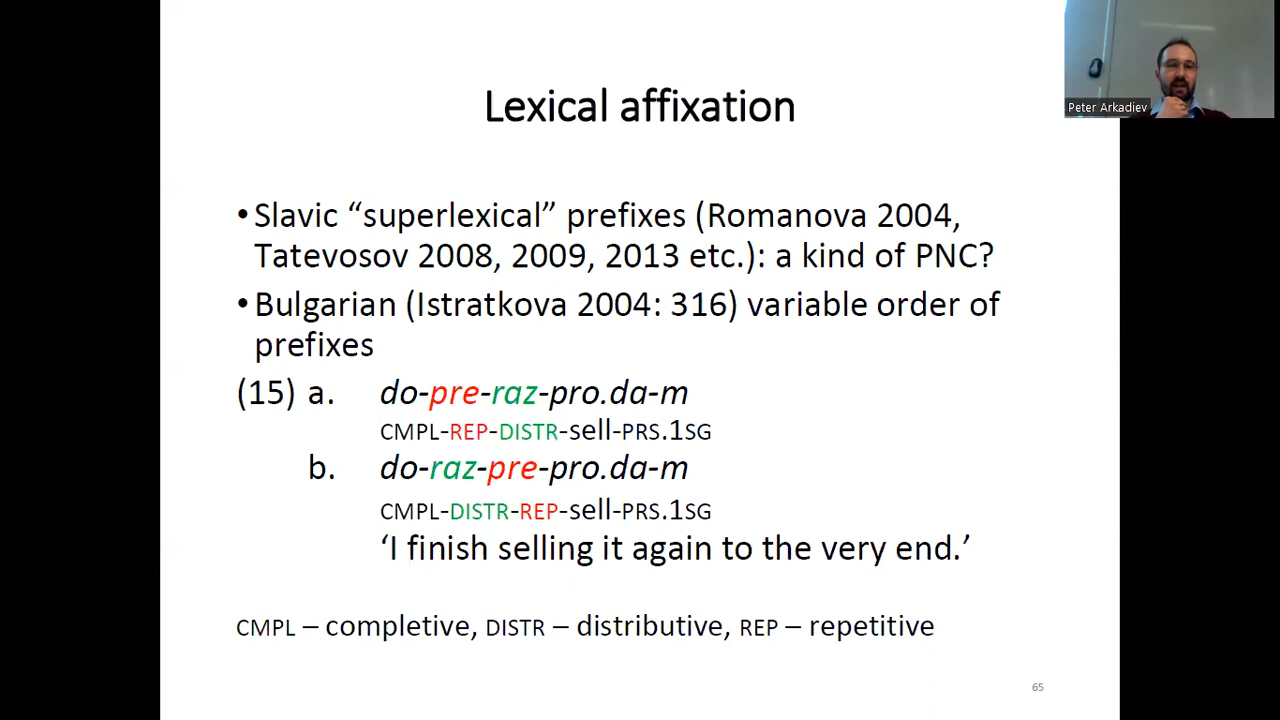 Peter Arkadiev
Lexical affixation
• Slavic “superlexical” prefixes (Romanova 2004,
Tatevosov 2008, 2009, 2013 etc.): a kind of PNC?
• Bulgarian (Istratkova 2004: 316) variable order of
prefixes
(15) a. do-pre-raz-pro.da-m
CMPL-REP-DISTR-sell-PRS.1SG
b. do-raz-pre-pro.da-m
CMPL-DISTR-REP-sell-PRS.1SG
‘I finish selling it again to the very end.’
CMPL – completive, DISTR – distributive, REP – repetitive
65